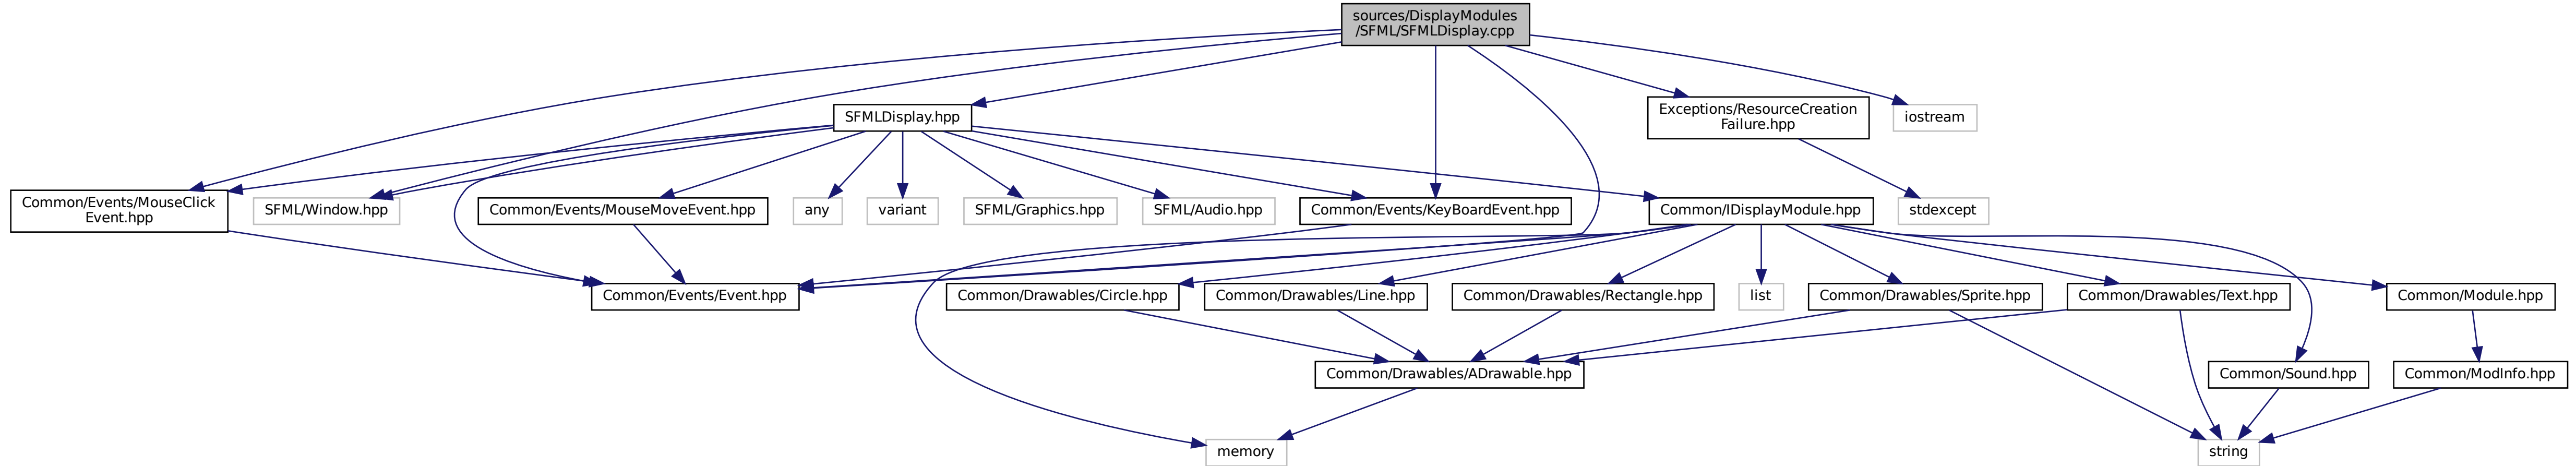 sources/DisplayModules
/SFML/SFMLDisplay.cpp
SFMLDisplay.hpp
Exceptions/ResourceCreation
Failure.hpp
iostream
Common/Events/MouseClick
Event.hpp
SFML/Window.hpp
Common/Events/MouseMoveEvent.hpp
any
variant
SFML/Graphics.hpp
SFML/Audio.hpp
Common/Events/KeyBoardEvent.hpp
Common/IDisplayModule.hpp
stdexcept
Common/Events/Event.hpp
Common/Drawables/Circle.hpp
Common/Drawables/Line.hpp
Common/Drawables/Rectangle.hpp
list
Common/Drawables/Sprite.hpp
Common/Drawables/Text.hpp
Common/Module.hpp
Common/Drawables/ADrawable.hpp
Common/Sound.hpp
Common/ModInfo.hpp
memory
string